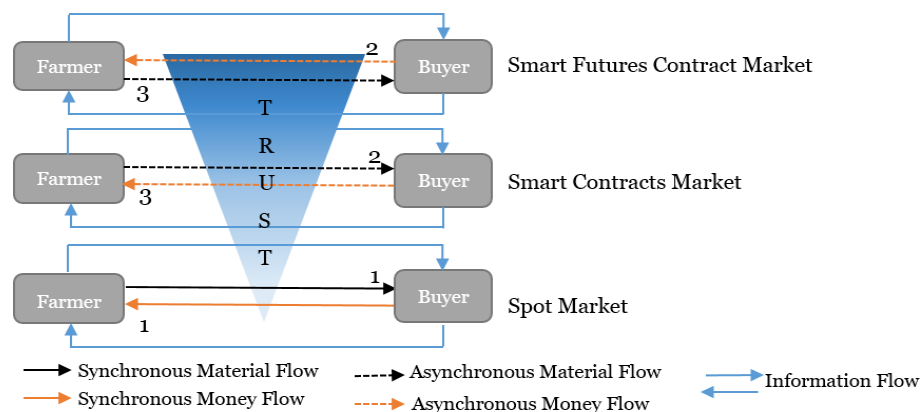 2
Farmer
Buyer
Smart Futures Contract Market
3
T
R
2
Farmer
Buyer
Smart Contracts Market
U
3
S
T
1
Farmer
Buyer
Spot Market
1
Synchronous Material Flow
Asynchronous Material Flow
Information Flow
Synchronous Money Flow
Asynchronous Money Flow